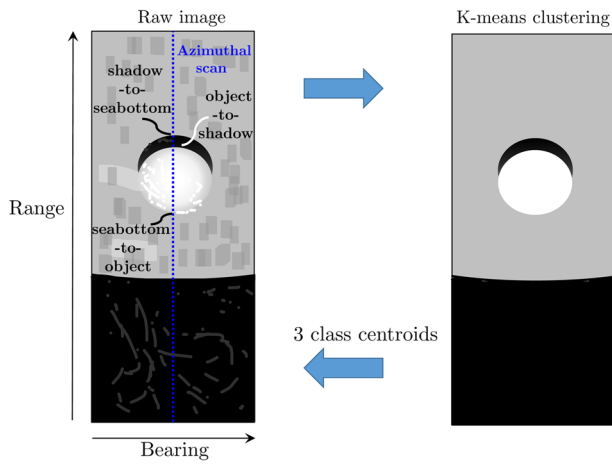 Raw image
K-means clustering
Azimuthal
scan
shadow
-to-
seabottom
object
-to-
shadow
Range
seabottom
-to-
object
3 class centroids
Bearing